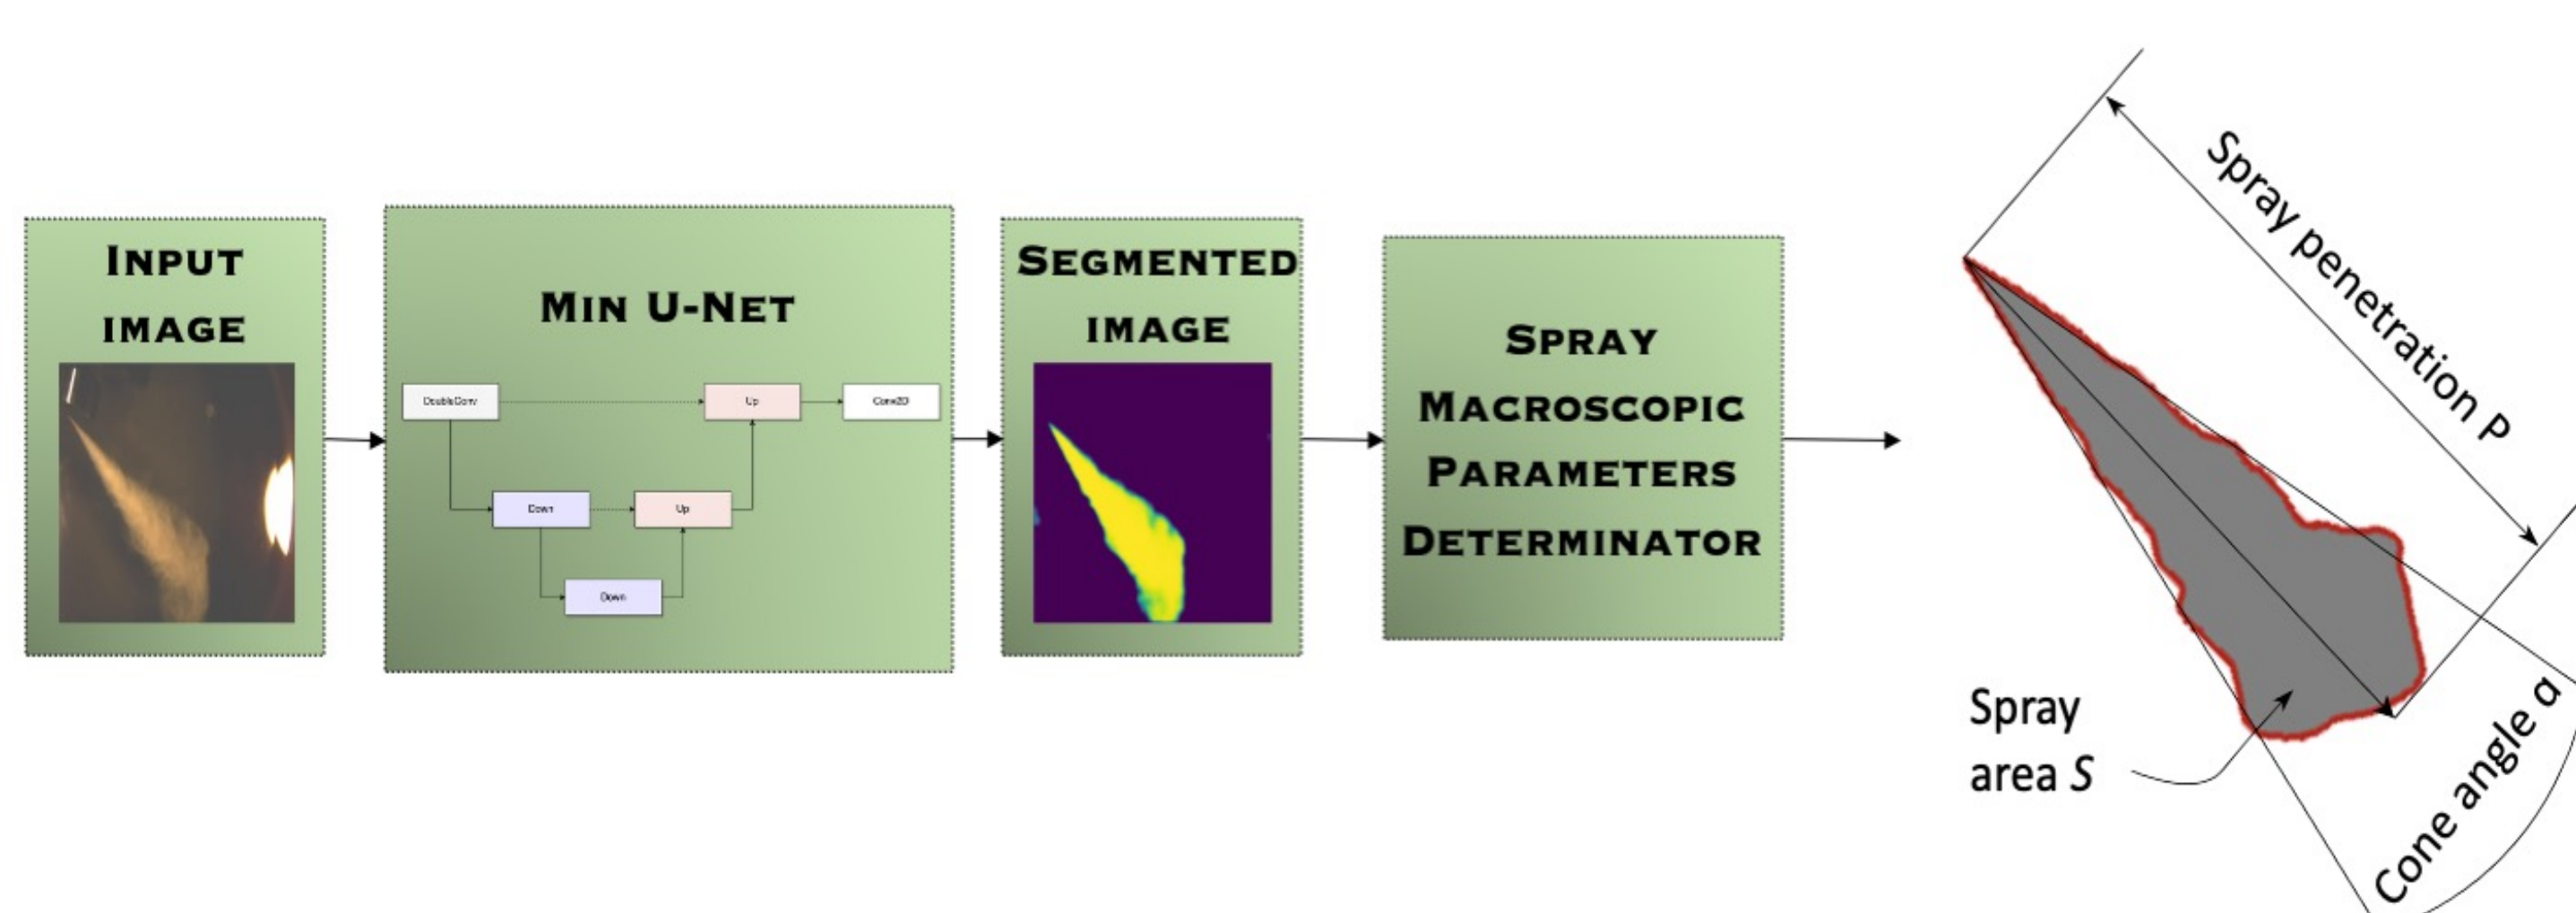 INPUT
IMAGE
MIN U-NET
DoubleConv
Up
Conv2D
Down
Up
Down
SEGMENTED
IMAGE
SPRAY
MACROSCOPIC
PARAMETERS
DETERMINATOR
Spray penetration P
Spray
area S
Cone angle α